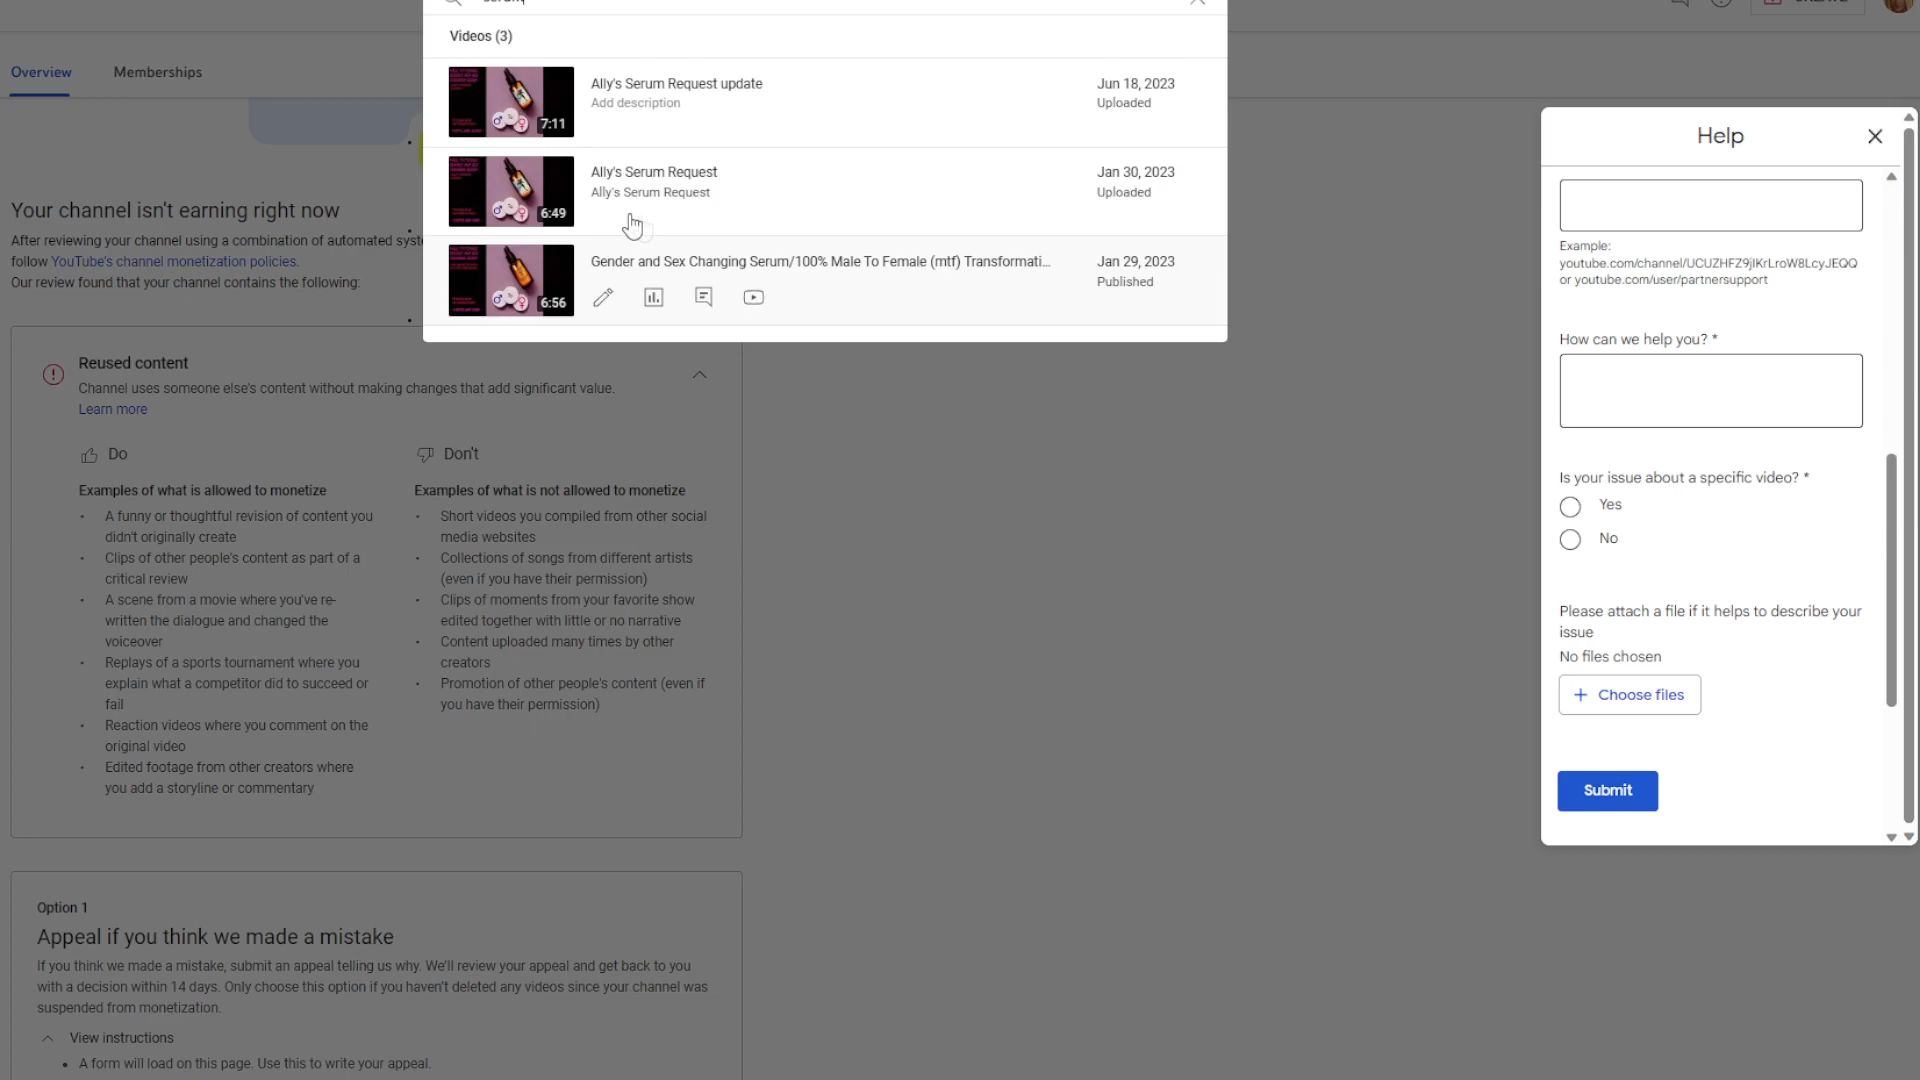 Videos (3)
Ally's Serum Request update
Add description
Jun 18, 2023
Uploaded
7:11
Ally's Serum Request
Ally's Serum Request
Jan 30, 2023
Uploaded
6:49
Gender and Sex Changing Serum/100% Male To Female (mtf) Transformati...
Jan 29, 2023
Published
6:56
Overview
Memberships
Your channel isn't earning right now
After reviewing your channel using a combination of automated syst
follow YouTube's channel monetization policies.
Our review found that your channel contains the following:
Reused content
Channel uses someone else's content without making changes that add significant value.
Learn more
Do
Examples of what is allowed to monetize
• A funny or thoughtful revision of content you
didn't originally create
• Clips of other people's content as part of a
critical review
• A scene from a movie where you've re-
written the dialogue and changed the
voiceover
• Replays of a sports tournament where you
explain what a competitor did to succeed or
fail
• Reaction videos where you comment on the
original video
• Edited footage from other creators where
you add a storyline or commentary
Don't
Examples of what is not allowed to monetize
• Short videos you compiled from other social
media websites
• Collections of songs from different artists
(even if you have their permission)
• Clips of moments from your favorite show
edited together with little or no narrative
• Content uploaded many times by other
creators
• Promotion of other people's content (even if
you have their permission)
Option 1
Appeal if you think we made a mistake
If you think we made a mistake, submit an appeal telling us why. We'll review your appeal and get back to you
with a decision within 14 days. Only choose this option if you haven't deleted any videos since your channel was
suspended from monetization.
View instructions
• A form will load on this page. Use this to write your appeal.
Help
Example:
youtube.com/channel/UCUZHFZ9jIKrLroW8LcyJEQQ
or youtube.com/user/partnersupport
How can we help you? *
Is your issue about a specific video? *
Yes
No
Please attach a file if it helps to describe your
issue
No files chosen
+ Choose files
Submit